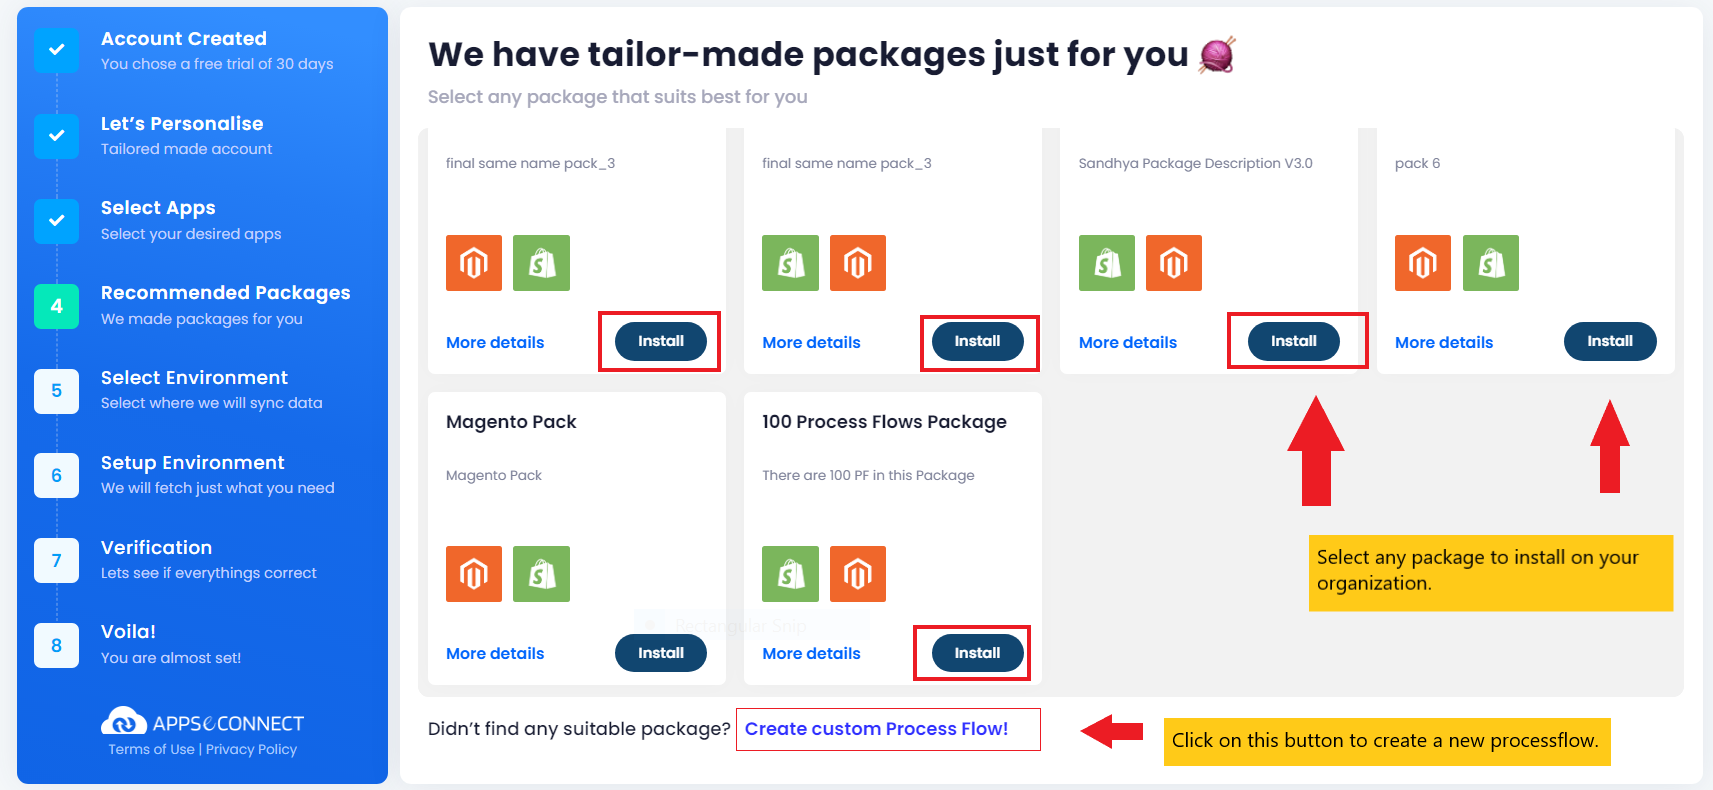 Account Created
You chose a free trial of 30 days
Let's Personalise
Tailored made account
Select Apps
Select your desired apps
4
Recommended Packages
We made packages for you
5
Select Environment
Select where we will sync data
6
Setup Environment
We will fetch just what you need
7
Verification
Lets see if everythings correct
8
Voila!
You are almost set!
APPSeCONNECT
Terms of Use | Privacy Policy
We have tailor-made packages just for you
Select any package that suits best for you
final same name pack_3
More details
Install
final same name pack_3
More details
Install
Sandhya Package Description V3.0
More details
Install
pack 6
More details
Install
Magento Pack
Magento Pack
More details
Install
100 Process Flows Package
There are 100 PF in this Package
More details
Install
Rectangular Snip
Select any package to install on your
organization.
Didn't find any suitable package? Create custom Process Flow!
Click on this button to create a new processflow.